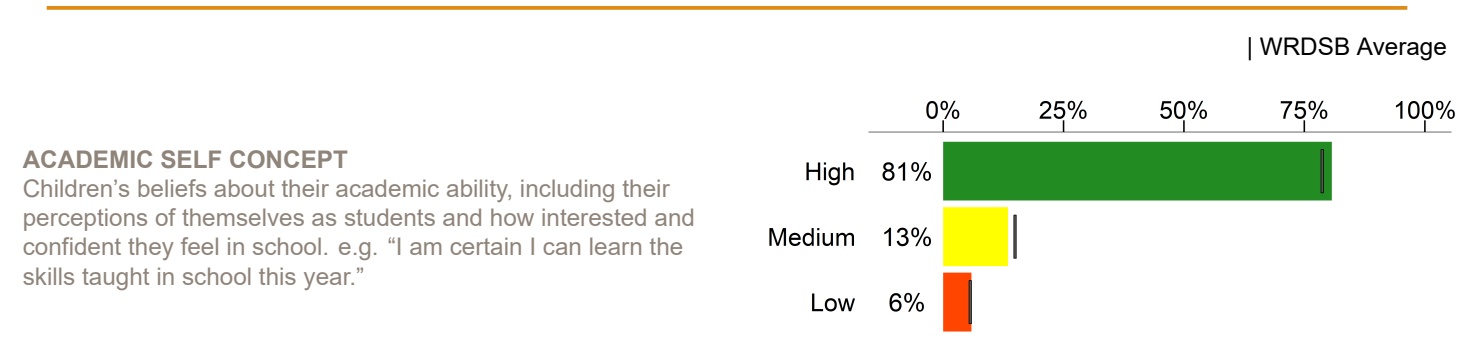 | WRDSB Average
0% 25% 50% 75% 100%
ACADEMIC SELF CONCEPT
Children’s beliefs about their academic ability, including their
perceptions of themselves as students and how interested and
confident they feel in school. e.g. “I am certain I can learn the
skills taught in school this year.”
High 81%
Medium 13%
Low 6%